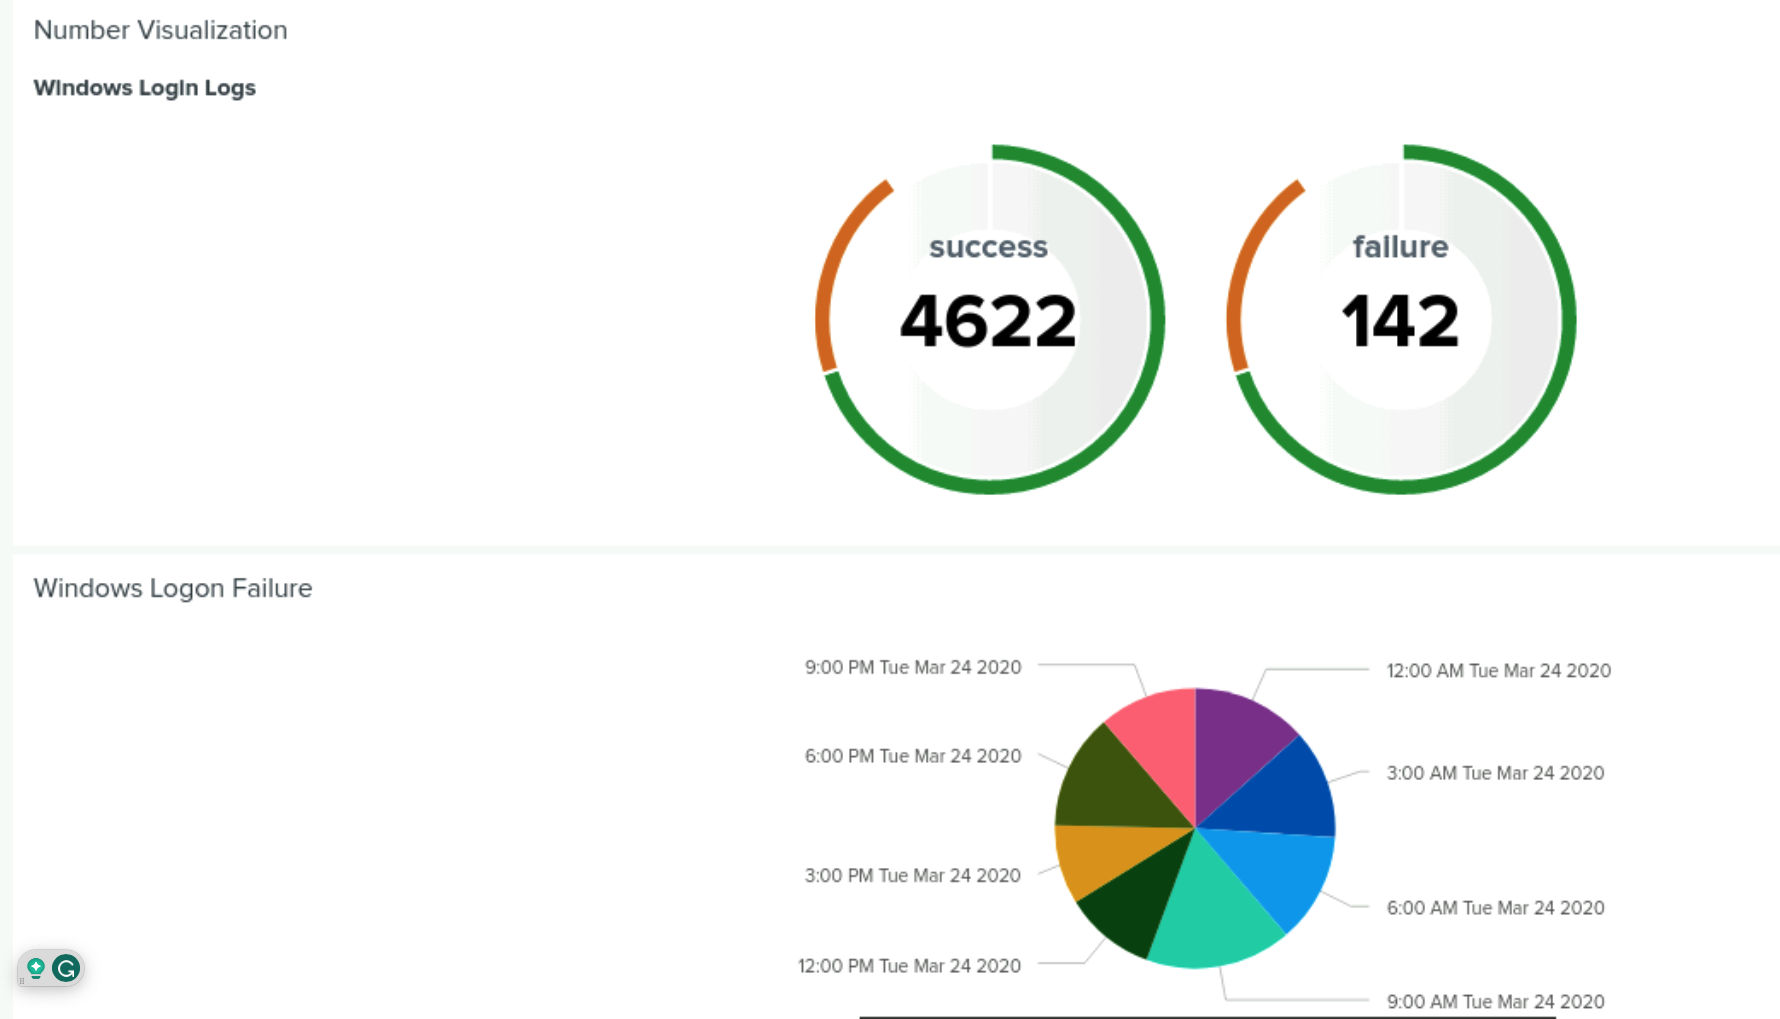 Number Visualization
Windows Login Logs
success
4622
failure
142
Windows Logon Failure
9:00 PM Tue Mar 24 2020
12:00 AM Tue Mar 24 2020
6:00 PM Tue Mar 24 2020
3:00 AM Tue Mar 24 2020
3:00 PM Tue Mar 24 2020
6:00 AM Tue Mar 24 2020
12:00 PM Tue Mar 24 2020
9:00 AM Tue Mar 24 2020